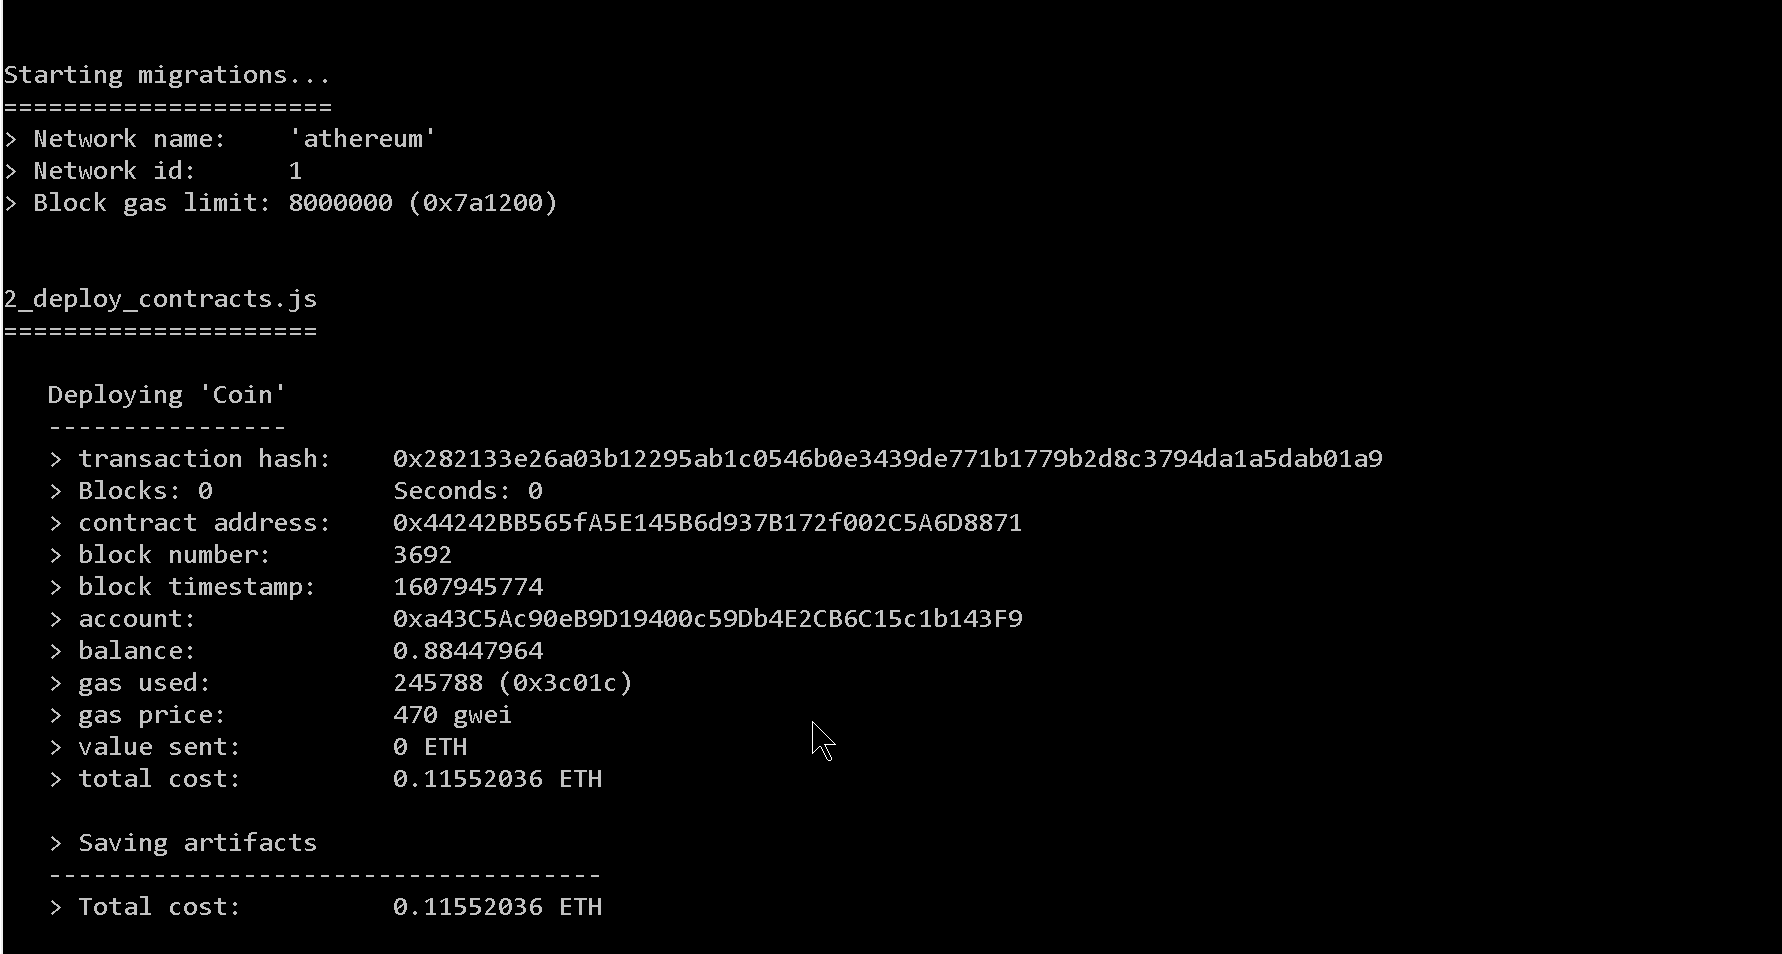 Starting migrations...
======================
> Network name:    'athereum'
> Network id:      1
> Block gas limit: 8000000 (0x7a1200)
2_deploy_contracts.js
=====================
Deploying 'Coin'
----------------
> transaction hash:    0x282133e26a03b12295ab1c0546b0e3439de771b1779b2d8c3794da1a5dab01a9
> Blocks: 0            Seconds: 0
> contract address:    0x44242BB565fA5E145B6d937B172f002C5A6D8871
> block number:        3692
> block timestamp:     1607945774
> account:             0xa43C5Ac90eB9D19400c59Db4E2CB6C15c1b143F9
> balance:             0.88447964
> gas used:            245788 (0x3c01c)
> gas price:           470 gwei
> value sent:          0 ETH
> total cost:          0.11552036 ETH
> Saving artifacts
-------------------------------------
> Total cost:          0.11552036 ETH